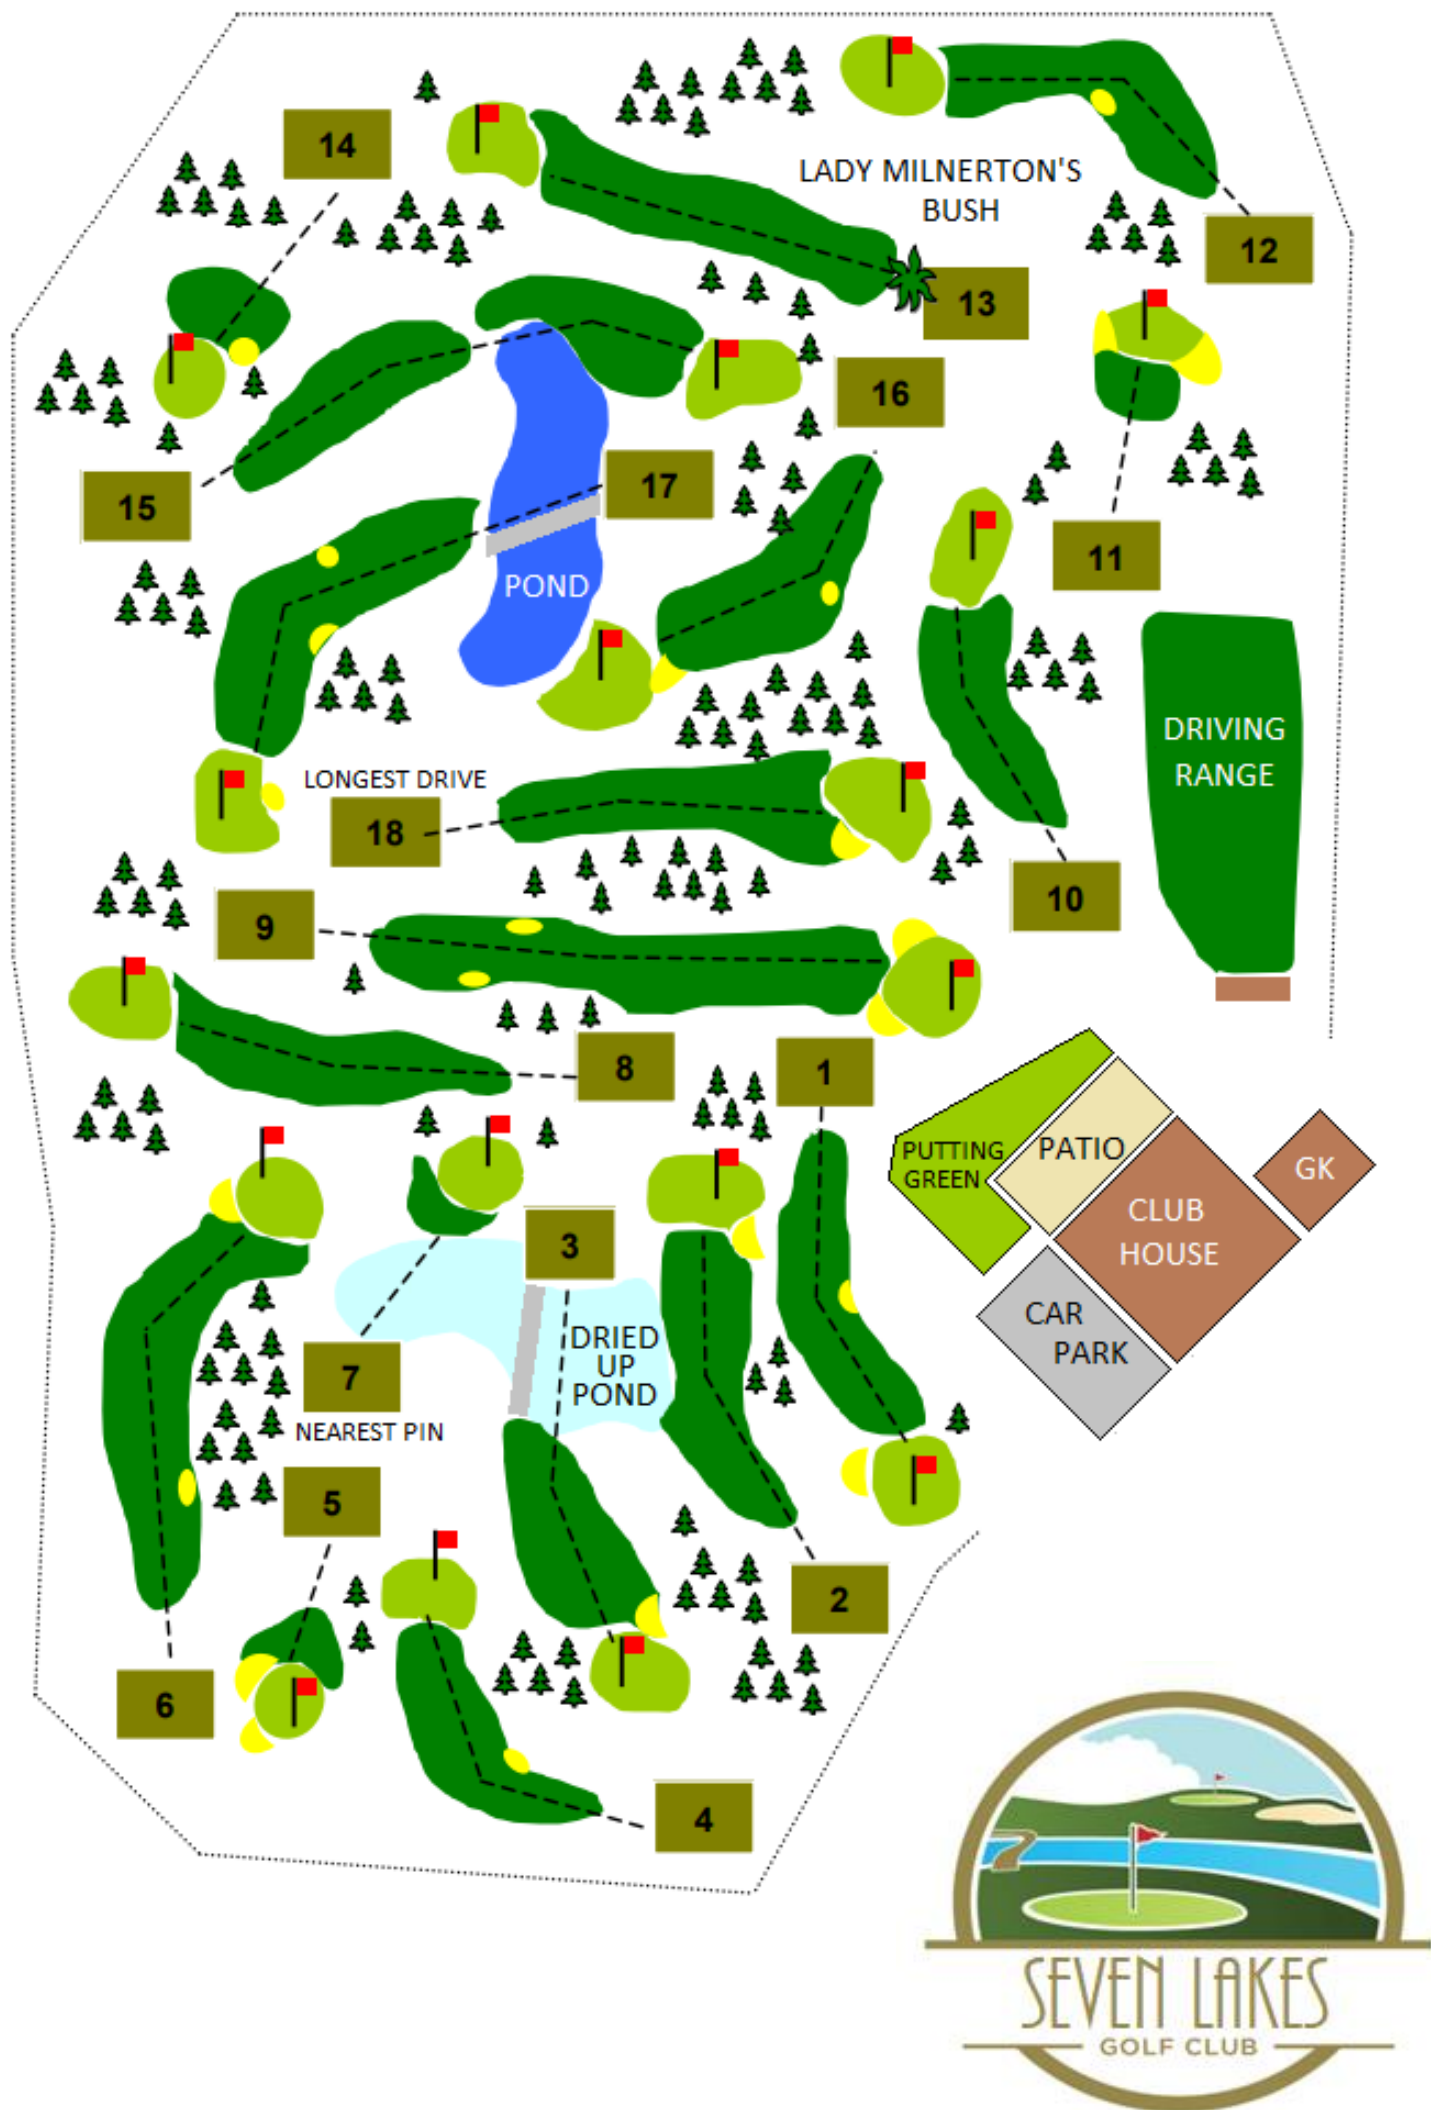 14
LADY MILNERTON'S
BUSH
12
13
16
17
15
11
POND
DRIVING
RANGE
LONGEST DRIVE
18
10
9
8
1
PUTTING
GREEN
PATIO
GK
CLUB
HOUSE
3
CAR
PARK
DRIED
UP
POND
7
NEAREST PIN
5
2
6
4
SEVEN LAKES
GOLF CLUB